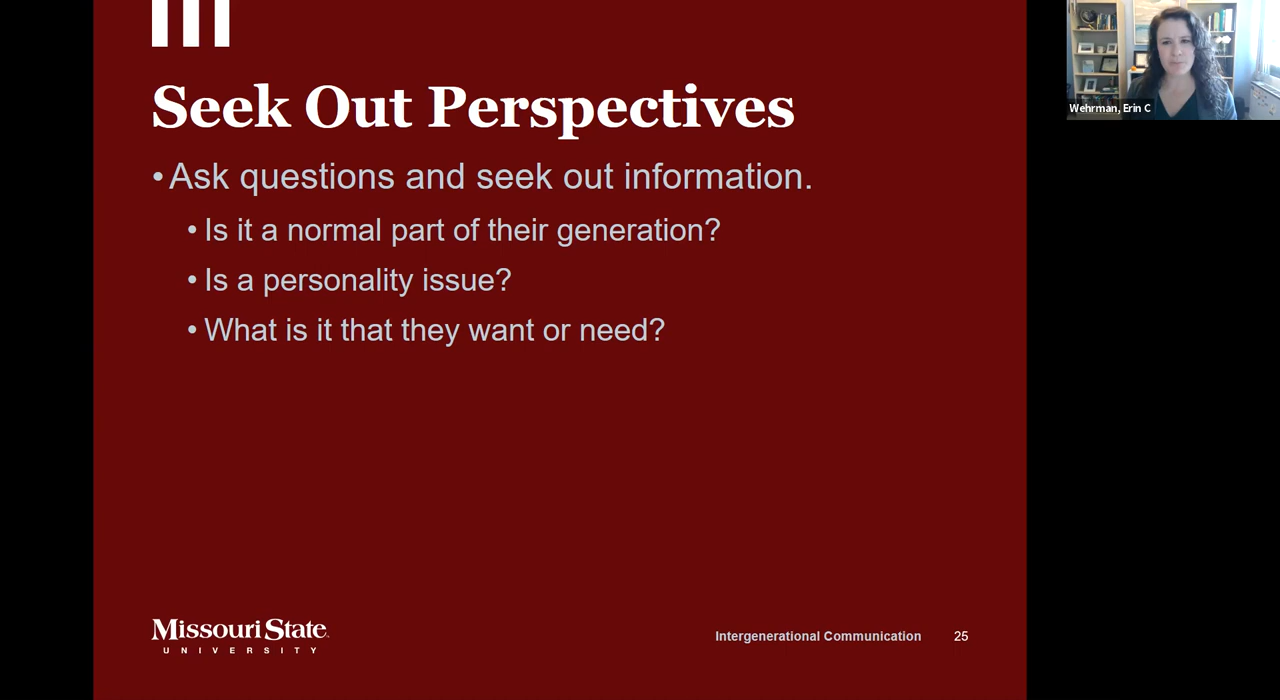 Seek Out Perspectives
• Ask questions and seek out information.
• Is it a normal part of their generation?
• Is a personality issue?
• What is it that they want or need?
Missouri State
UNIVERSITY
Intergenerational Communication 25
Wehrman, Erin C